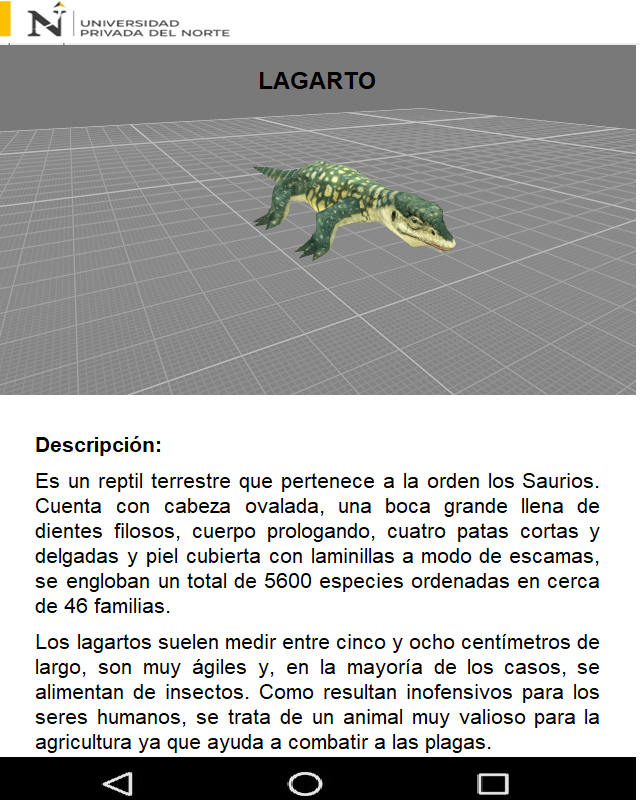 UNIVERSIDAD
PRIVADA DEL NORTE
LAGARTO
Descripción:
Es un reptil terrestre que pertenece a la orden los Saurios.
Cuenta con cabeza ovalada, una boca grande llena de
dientes filosos, cuerpo prologando, cuatro patas cortas y
delgadas y piel cubierta con laminillas a modo de escamas,
se engloban un total de 5600 especies ordenadas en cerca
de 46 familias.
Los lagartos suelen medir entre cinco y ocho centímetros de
largo, son muy ágiles y, en la mayoría de los casos, se
alimentan de insectos. Como resultan inofensivos para los
seres humanos, se trata de un animal muy valioso para la
agricultura ya que ayuda a combatir a las plagas.